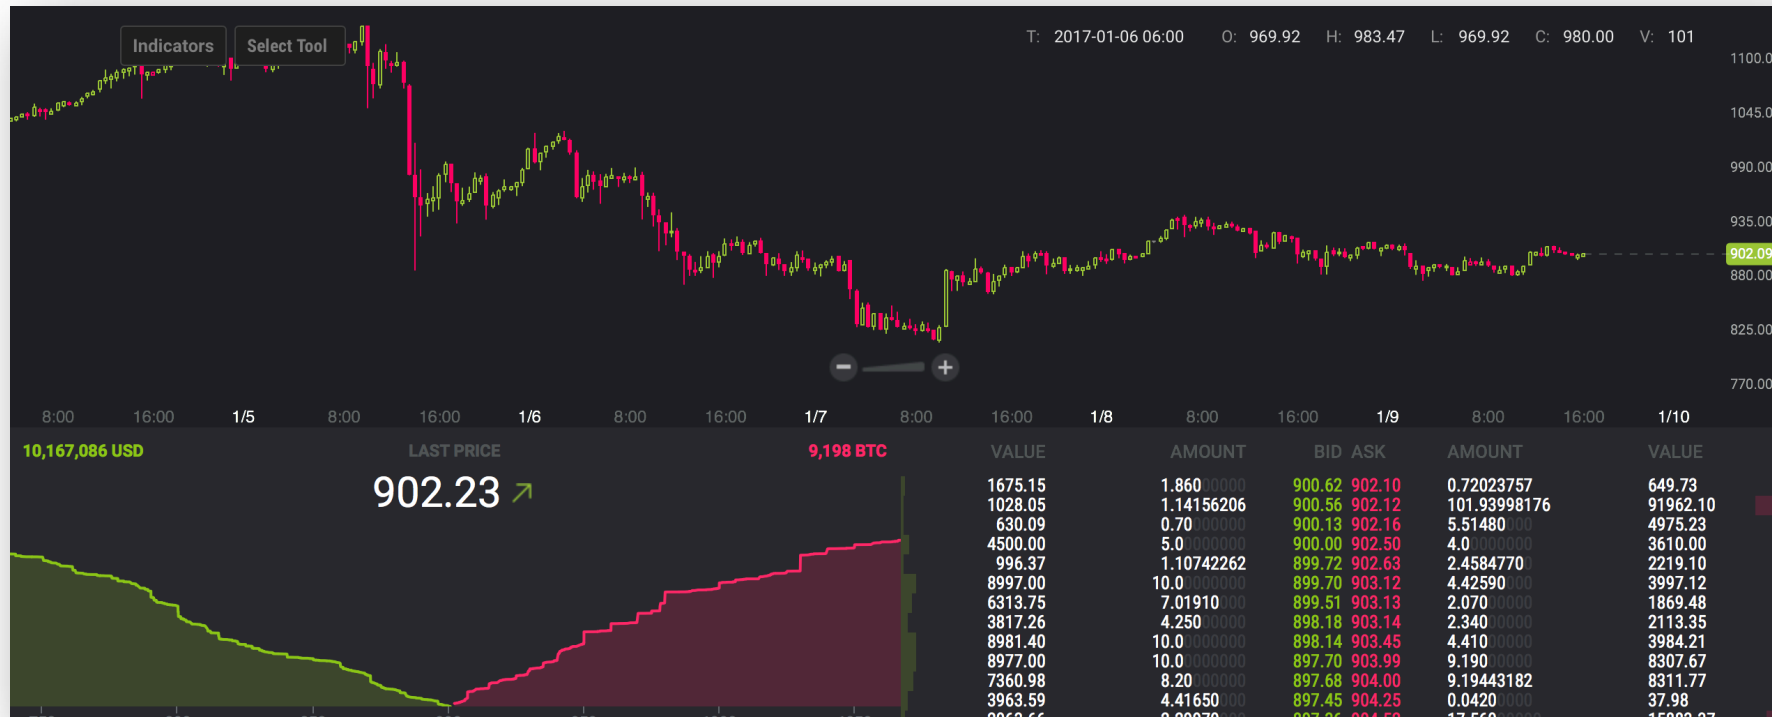 Indicators Select Tool T: 2017-01-06 06:00 O: 969.92 H: 983.47 L: 969.92 C: 980.00 V: 101
1100.0
1045.0
990.00
935.00
902.09
880.00
825.00
770.00
8:00 16:00 1/5 8:00 16:00 1/6 8:00 16:00 1/7 8:00 16:00 1/8 8:00 16:00 1/9 8:00 16:00 1/10
10,167,086 USD LAST PRICE 9,198 BTC
902.23
VALUE AMOUNT BID ASK AMOUNT VALUE
1675.15 1.86000000 900.62 902.10 0.72023757 649.73
1028.05 1.14156206 900.56 902.12 101.93998176 91962.10
630.09 0.70000000 900.13 902.16 5.51480000 4975.23
4500.00 5.00000000 900.00 902.50 4.00000000 3610.00
996.37 1.10742262 899.72 902.63 2.45847700 2219.10
8997.00 10.00000000 899.70 903.12 4.42590000 3997.12
6313.75 7.01910000 899.51 903.13 2.07000000 1869.48
3817.26 4.25000000 898.18 903.14 2.34000000 2113.35
8981.40 10.00000000 898.14 903.45 4.41000000 3984.21
8977.00 10.00000000 897.70 903.99 9.19000000 8307.67
7360.98 8.20000000 897.68 904.00 9.19443182 8311.77
3963.59 4.41650000 897.45 904.25 0.04200000 37.98